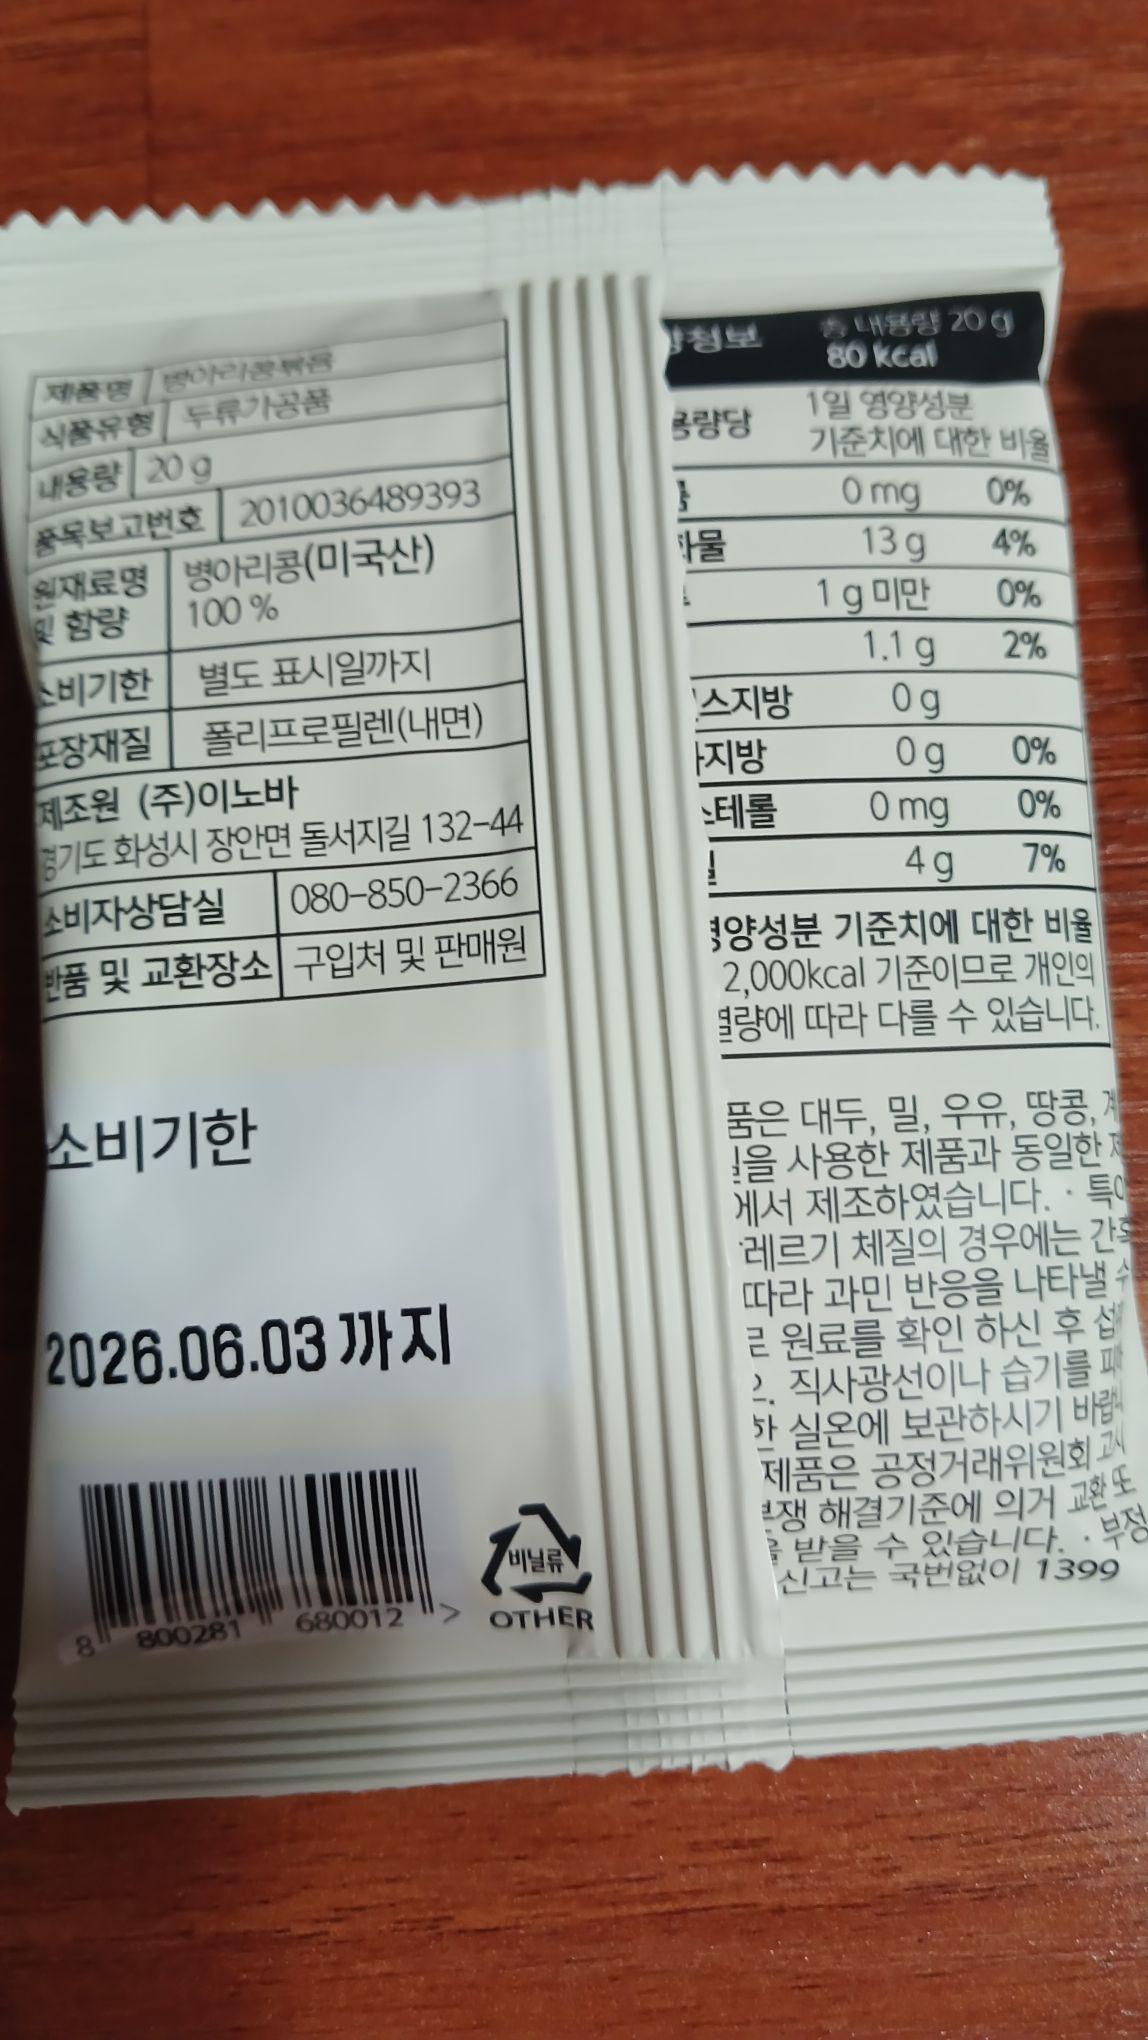 제품명 병아리콩볶음
식품유형 두류가공품
내용량 20 g
품목보고번호 2010036489393
원재료명 병아리콩(미국산)
및 함량 100 %
소비기한 별도 표시일까지
포장재질 폴리프로필렌(내면)
제조원 (주)이노바
경기도 화성시 장안면 돌서지길 132-44
소비자상담실 080-850-2366
반품 및 교환장소 구입처 및 판매원
소비기한
2026.06.03 까지
8 800281 680012 >
비닐류
OTHER
총 내용량 20 g
80 kcal
1일 영양성분
기준치에 대한 비율
0 mg 0%
13 g 4%
1 g 미만 0%
1.1 g 2%
스지방 0 g
지방 0 g 0%
스테롤 0 mg 0%
4 g 7%
영양성분 기준치에 대한 비율
2,000kcal 기준이므로 개인의
열량에 따라 다를 수 있습니다.
품은 대두, 밀, 우유, 땅콩,
을 사용한 제품과 동일한
에서 제조하였습니다. ·
레르기 체질의 경우에는
따라 과민 반응을 나타낼 수
로 원료를 확인 하신 후
오. 직사광선이나 습기를
한 실온에 보관하시기
제품은 공정거래위원회 고시
분쟁 해결기준에 의거 교환 또
을 받을 수 있습니다. · 부정
신고는 국번없이 1399